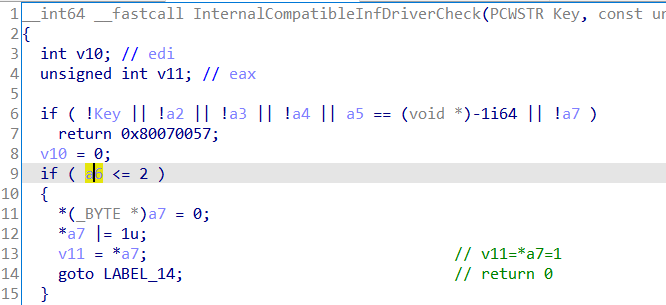 1 __int64 __fastcall InternalCompatibleInfDriverCheck(PCWSTR Key, const un
2 {
3 int v10; // edi
4 unsigned int v11; // eax
5
6 if ( !Key || !a2 || !a3 || !a4 || a5 == (void *)-1i64 || !a7 )
7 return 0x80070057;
8 v10 = 0;
9 if ( a6 <= 2 )
10 {
11 *(_BYTE *)a7 = 0;
12 *a7 |= 1u;
13 v11 = *a7; // v11=*a7=1
14 goto LABEL_14; // return 0
15 }